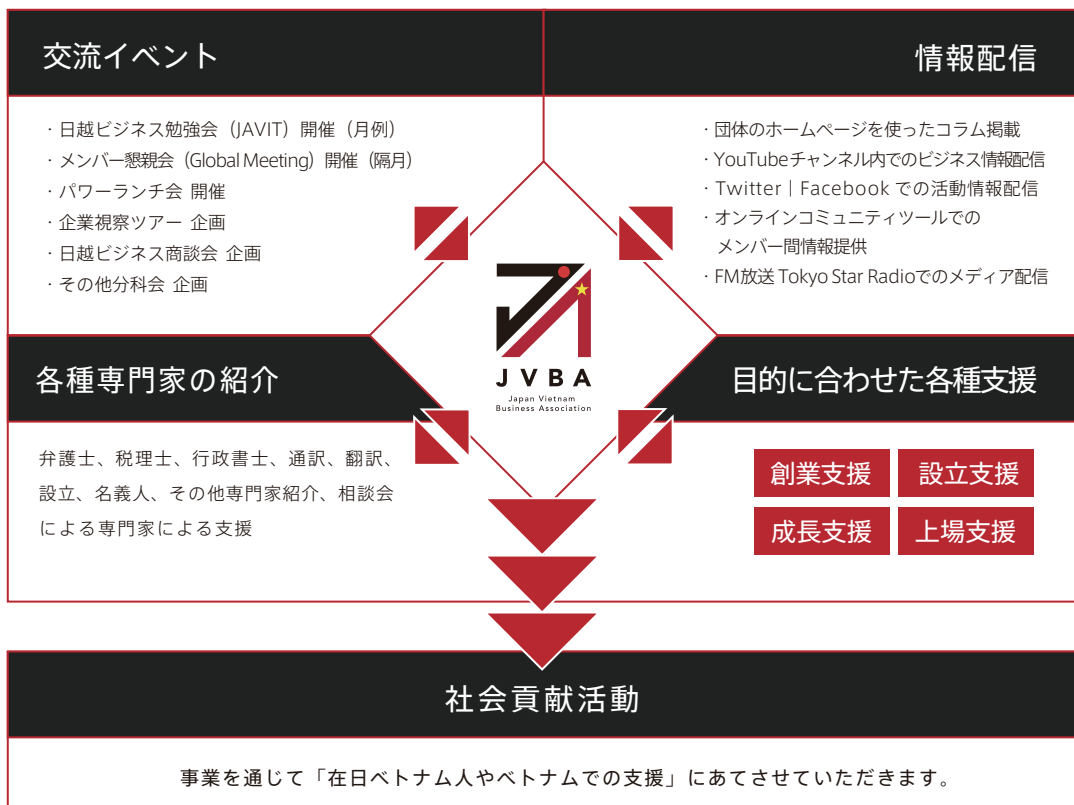 交流イベント
・日越ビジネス勉強会（JAVIT）開催（月例）
・メンバー懇親会（Global Meeting）開催（隔月）
・パワーランチ会 開催
・企業視察ツアー 企画
・日越ビジネス商談会 企画
・その他分科会 企画
情報配信
・団体のホームページを使ったコラム掲載
・YouTubeチャンネル内でのビジネス情報配信
・Twitter｜Facebook での活動情報配信
・オンラインコミュニティツールでの
メンバー間情報提供
・FM放送 Tokyo Star Radioでのメディア配信
JVBA
Japan Vietnam
Business Association
各種専門家の紹介
弁護士、税理士、行政書士、通訳、翻訳、
設立、名義人、その他専門家紹介、相談会
による専門家による支援
目的に合わせた各種支援
創業支援 設立支援
成長支援 上場支援
社会貢献活動
事業を通じて「在日ベトナム人やベトナムでの支援」にあてさせていただきます。